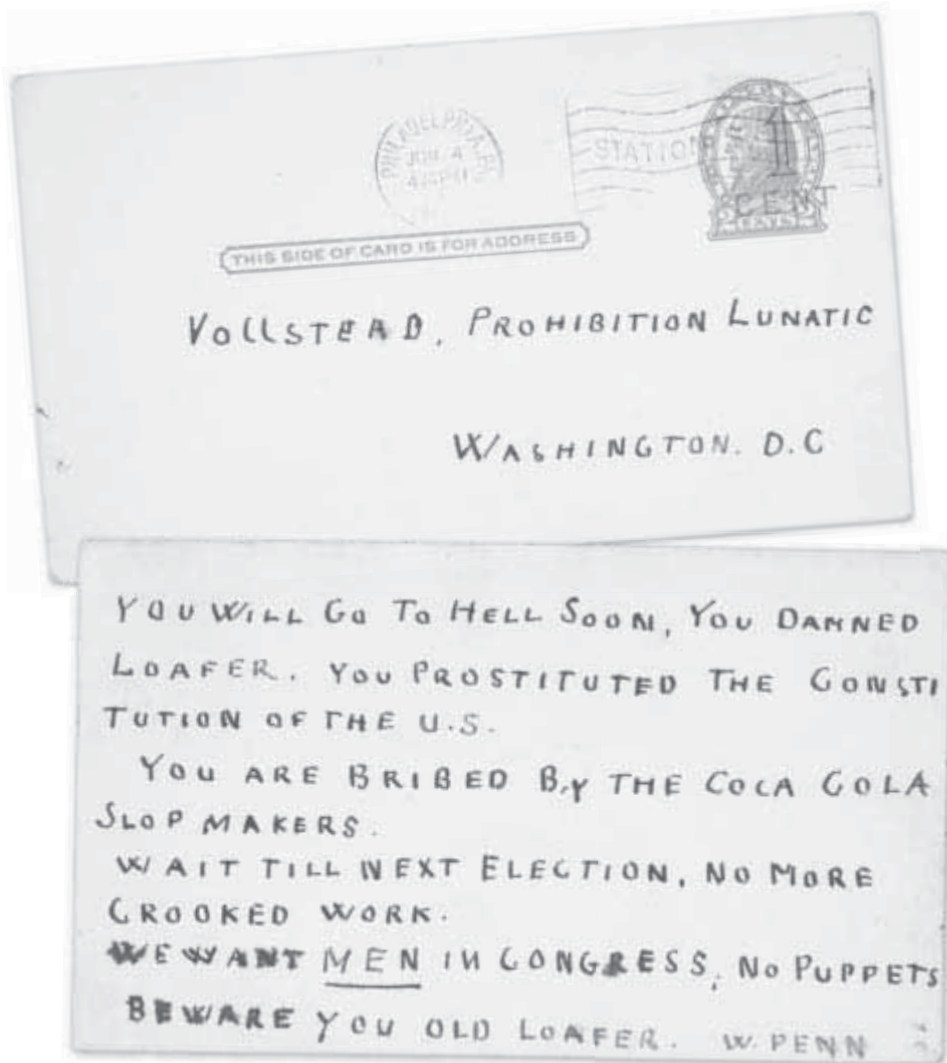 PHILADELPHIA, PA.
JUN 4
4 PM
STATION
1
CENT
THIS SIDE OF CARD IS FOR ADDRESS
VOLLSTEAD, PROHIBITION LUNATIC
WASHINGTON. D.C
YOU WILL GO TO HELL SOON, YOU DAMNED
LOAFER. YOU PROSTITUTED THE CONSTI
TUTION OF THE U.S.
YOU ARE BRIBED BY THE COCA COLA
SLOP MAKERS.
WAIT TILL NEXT ELECTION, NO MORE
CROOKED WORK.
WE WANT MEN IN CONGRESS, NO PUPPETS
BEWARE YOU OLD LOAFER. W. PENN